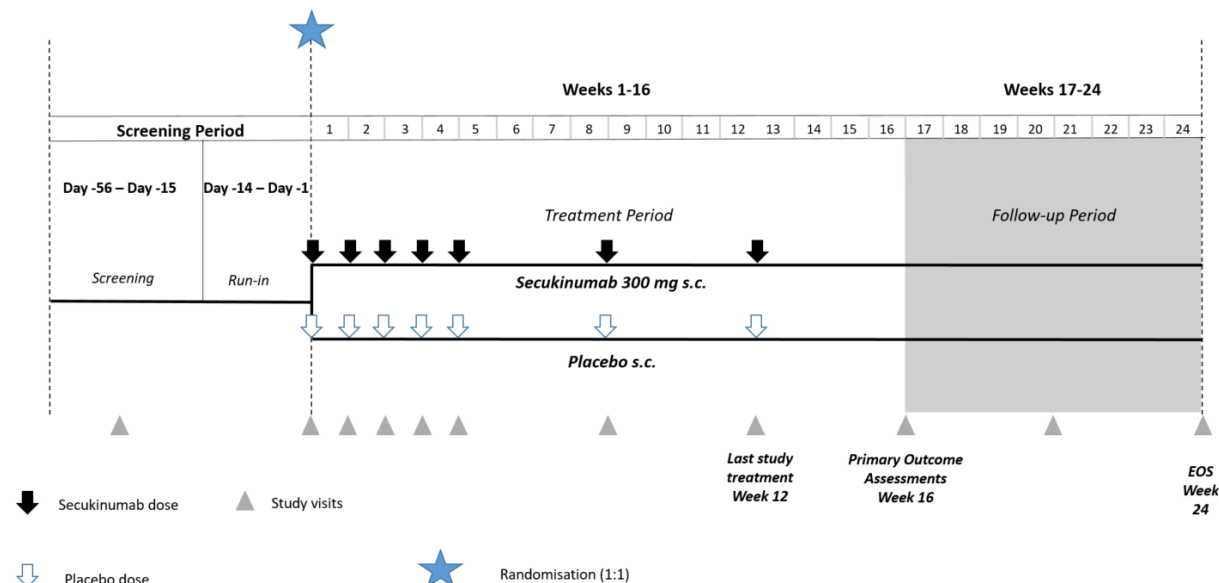 Weeks 1-16 Weeks 17-24
Screening Period 1 2 3 4 5 6 7 8 9 10 11 12 13 14 15 16 17 18 19 20 21 22 23 24
Day -56 – Day -15 Day -14 – Day -1
Treatment Period Follow-up Period
Screening Run-in Secukinumab 300 mg s.c.
Placebo s.c.
Last study
treatment
Week 12
Primary Outcome
Assessments
Week 16
EOS
Week
24
Secukinumab dose Study visits
Placebo dose Randomisation (1:1)